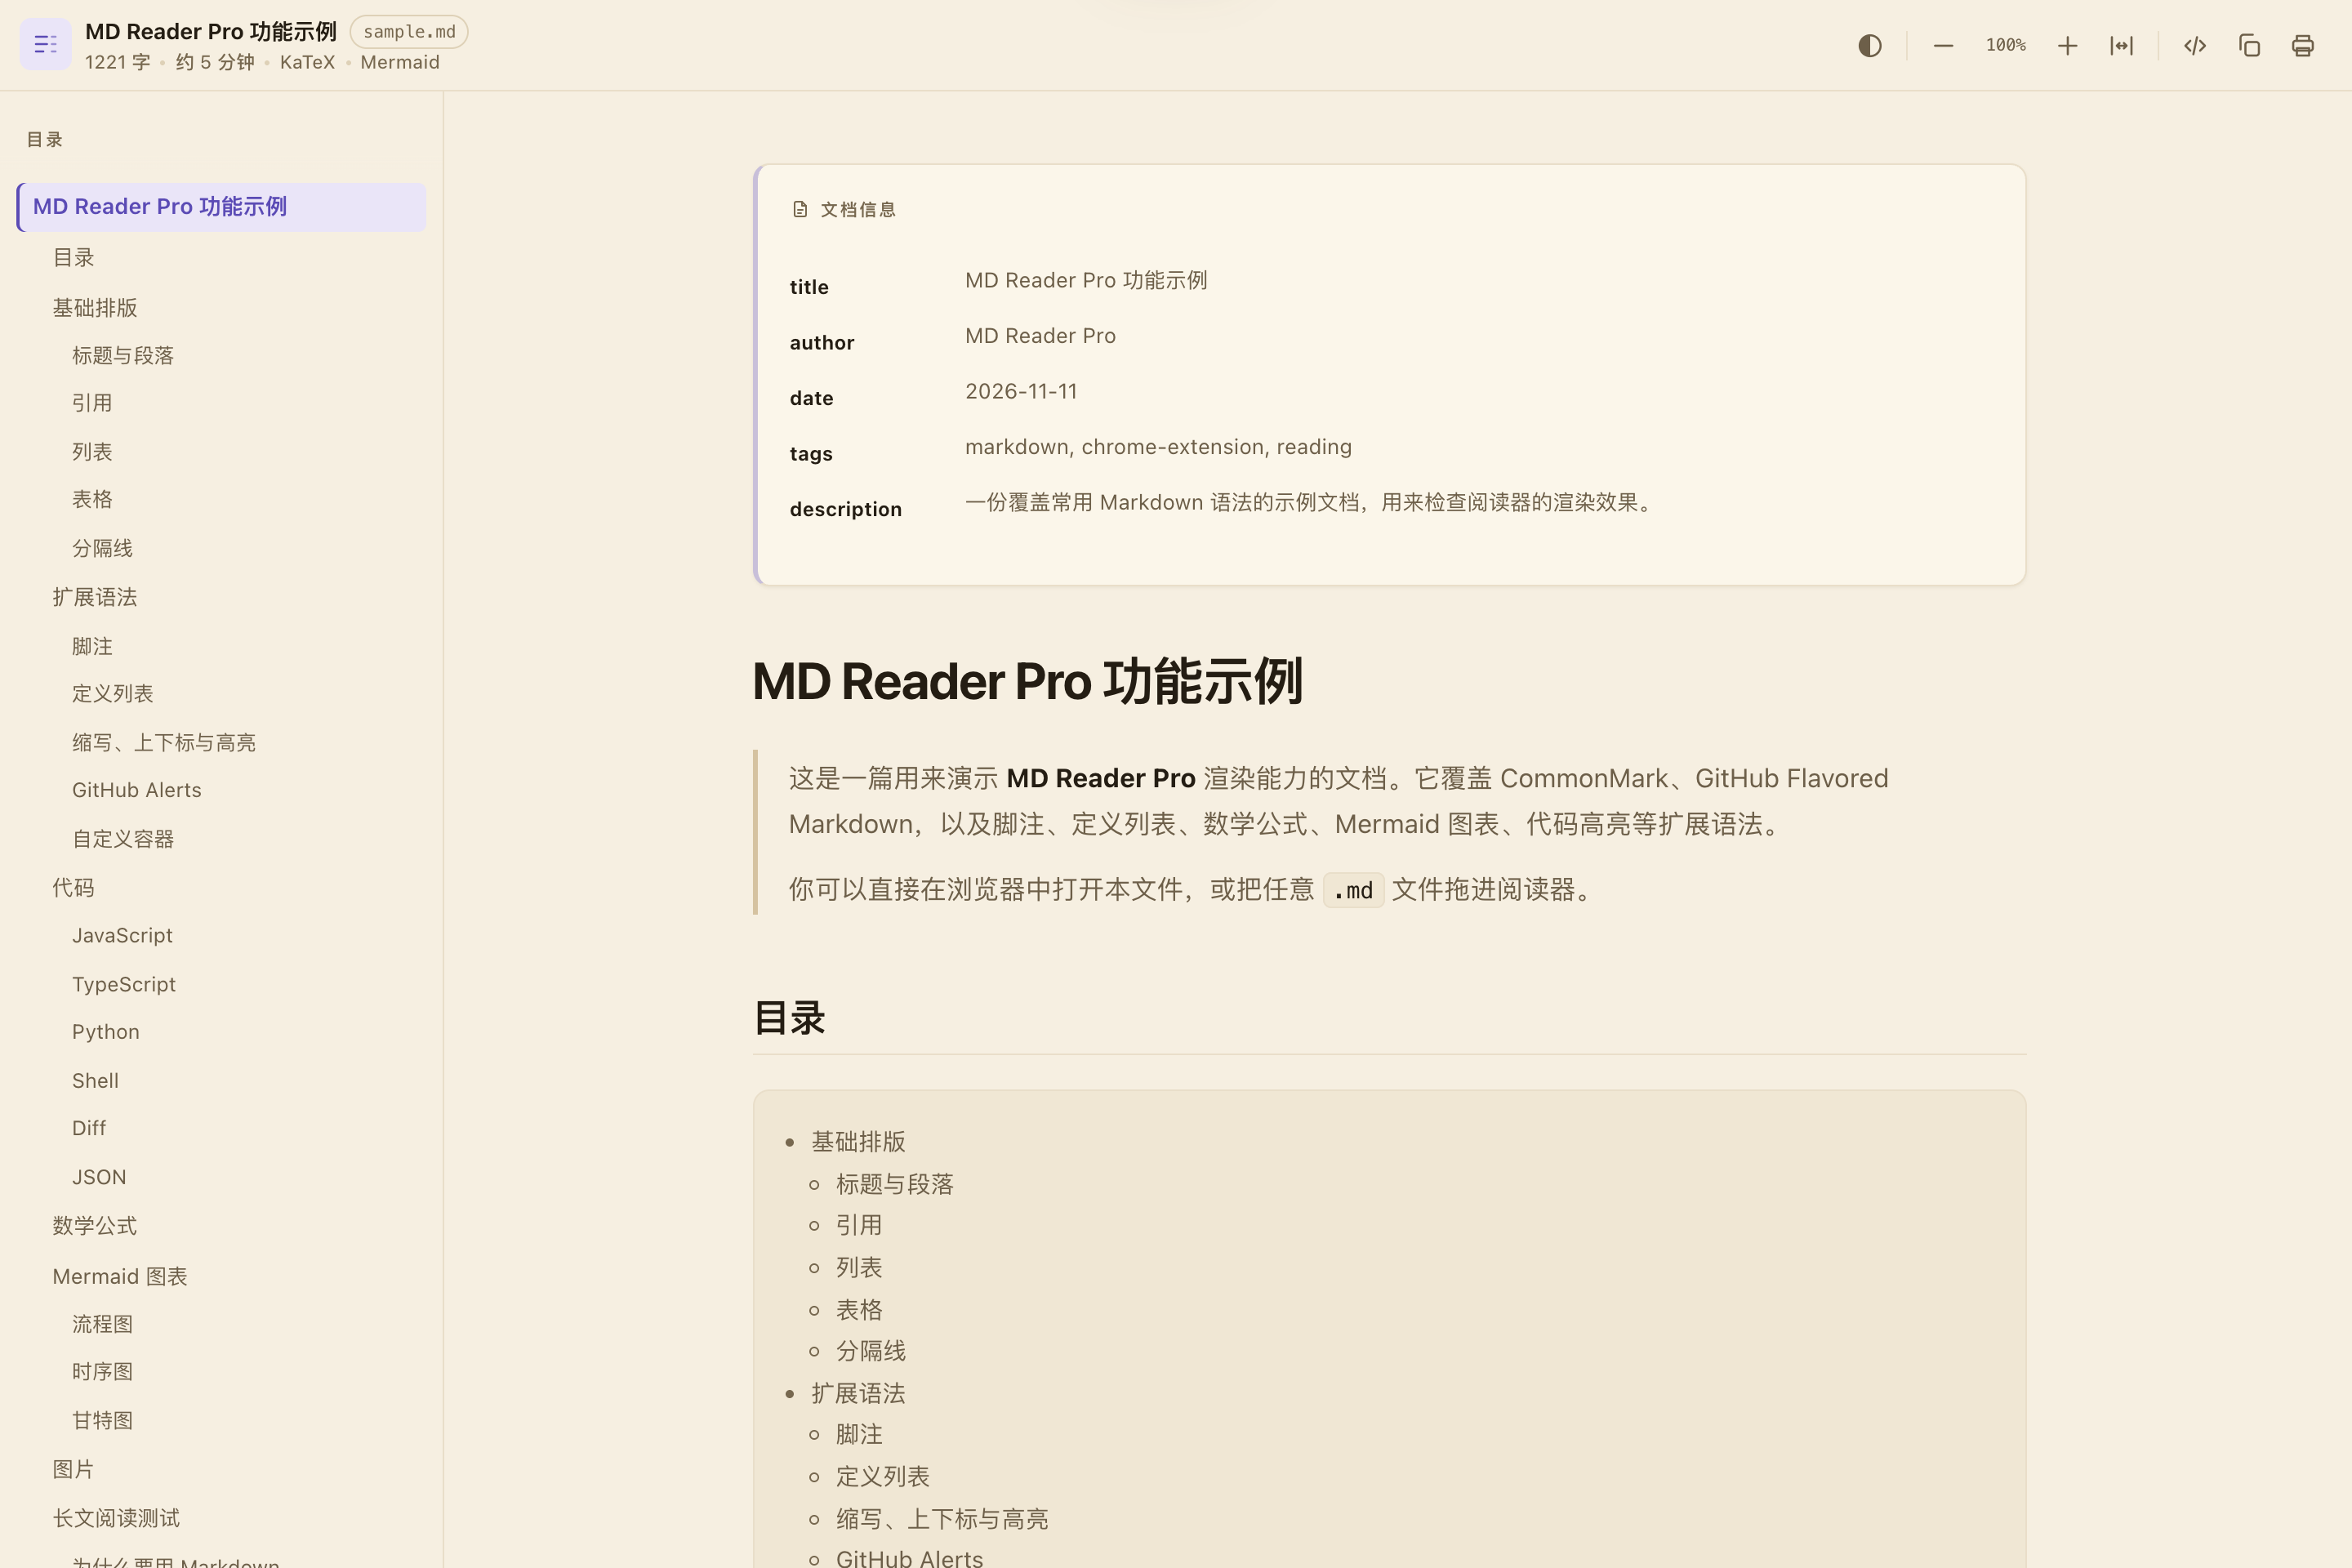 MD Reader Pro 功能示例 sample.md
1221 字 • 约 5 分钟 • KaTeX • Mermaid
100%
目录
MD Reader Pro 功能示例
目录
基础排版
标题与段落
引用
列表
表格
分隔线
扩展语法
脚注
定义列表
缩写、上下标与高亮
GitHub Alerts
自定义容器
代码
JavaScript
TypeScript
Python
Shell
Diff
JSON
数学公式
Mermaid 图表
流程图
时序图
甘特图
图片
长文阅读测试
为什么要用 Markdown
文档信息
title MD Reader Pro 功能示例
author MD Reader Pro
date 2026-11-11
tags markdown, chrome-extension, reading
description 一份覆盖常用 Markdown 语法的示例文档，用来检查阅读器的渲染效果。
MD Reader Pro 功能示例
这是一篇用来演示 MD Reader Pro 渲染能力的文档。它覆盖 CommonMark、GitHub Flavored
Markdown，以及脚注、定义列表、数学公式、Mermaid 图表、代码高亮等扩展语法。
你可以直接在浏览器中打开本文件，或把任意 .md 文件拖进阅读器。
目录
• 基础排版
◦ 标题与段落
◦ 引用
◦ 列表
◦ 表格
◦ 分隔线
• 扩展语法
◦ 脚注
◦ 定义列表
◦ 缩写、上下标与高亮
◦ GitHub Alerts